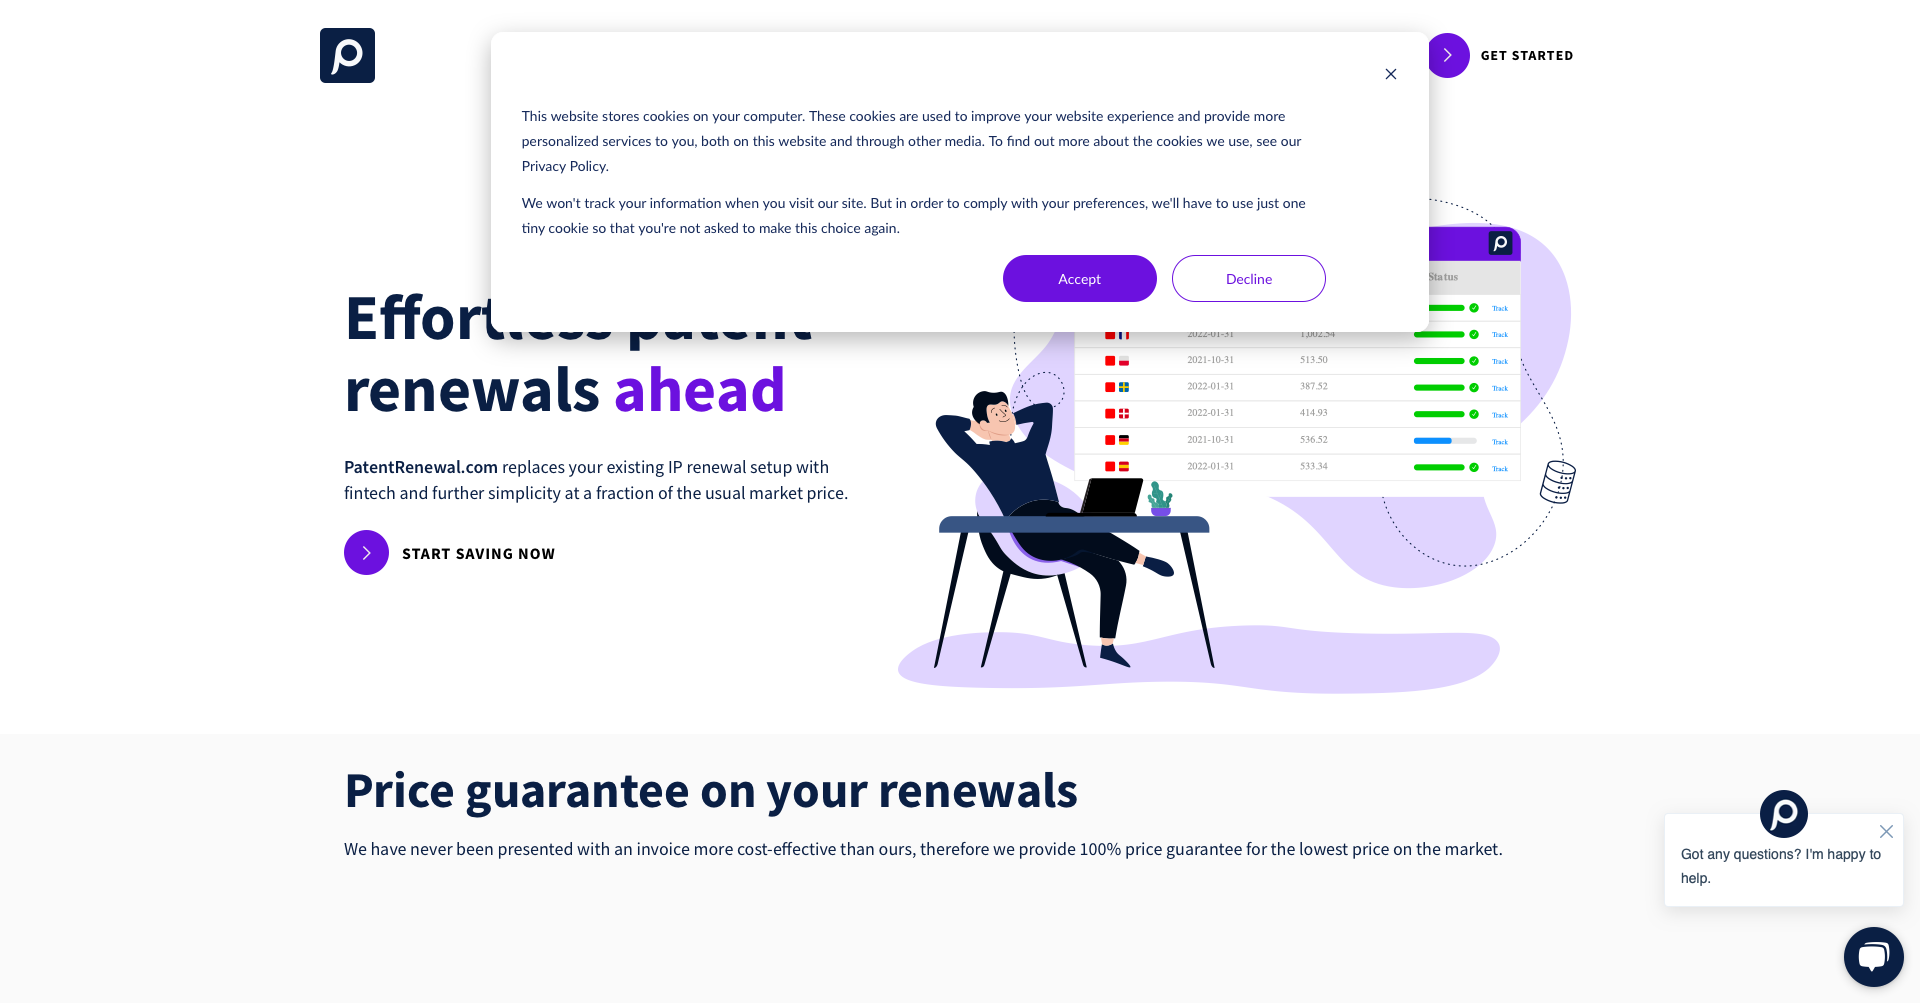 GET STARTED
This website stores cookies on your computer. These cookies are used to improve your website experience and provide more
personalized services to you, both on this website and through other media. To find out more about the cookies we use, see our
Privacy Policy.
We won't track your information when you visit our site. But in order to comply with your preferences, we'll have to use just one
tiny cookie so that you're not asked to make this choice again.
Accept
Decline
Effortless patent
renewals ahead
PatentRenewal.com replaces your existing IP renewal setup with
fintech and further simplicity at a fraction of the usual market price.
START SAVING NOW
Status
Track
2022-01-31 1,002.54 Track
2021-10-31 513.50 Track
2022-01-31 387.52 Track
2022-01-31 414.93 Track
2021-10-31 536.52 Track
2022-01-31 533.34 Track
Price guarantee on your renewals
We have never been presented with an invoice more cost-effective than ours, therefore we provide 100% price guarantee for the lowest price on the market.
Got any questions? I'm happy to
help.